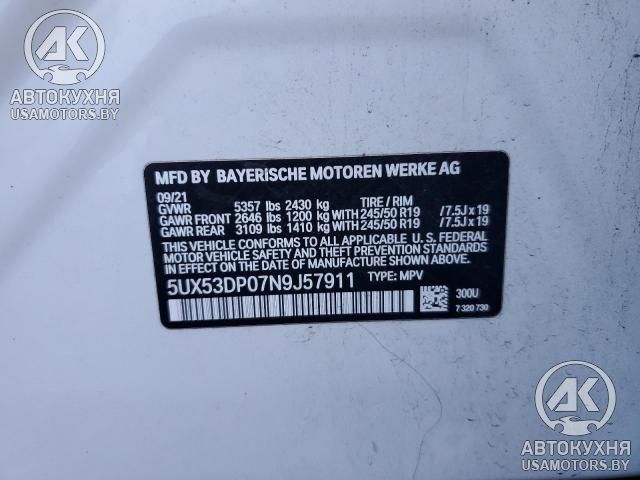 AK
АВТОКУХНЯ
USAMOTORS.BY
MFD BY BAYERISCHE MOTOREN WERKE AG
09/21
GVWR 5357 lbs 2430 kg TIRE / RIM
GAWR FRONT 2646 lbs 1200 kg WITH 245/50 R19 /7.5J x 19
GAWR REAR 3109 lbs 1410 kg WITH 245/50 R19 /7.5J x 19
THIS VEHICLE CONFORMS TO ALL APPLICABLE U. S. FEDERAL
MOTOR VEHICLE SAFETY, BUMPER, AND THEFT PREVENTION
STANDARDS IN EFFECT ON THE DATE OF MANUFACTURE
SHOWN ABOVE.
5UX53DP07N9J57911 TYPE: MPV
300U
7 320 730
AK
АВТОКУХНЯ
USAMOTORS.BY